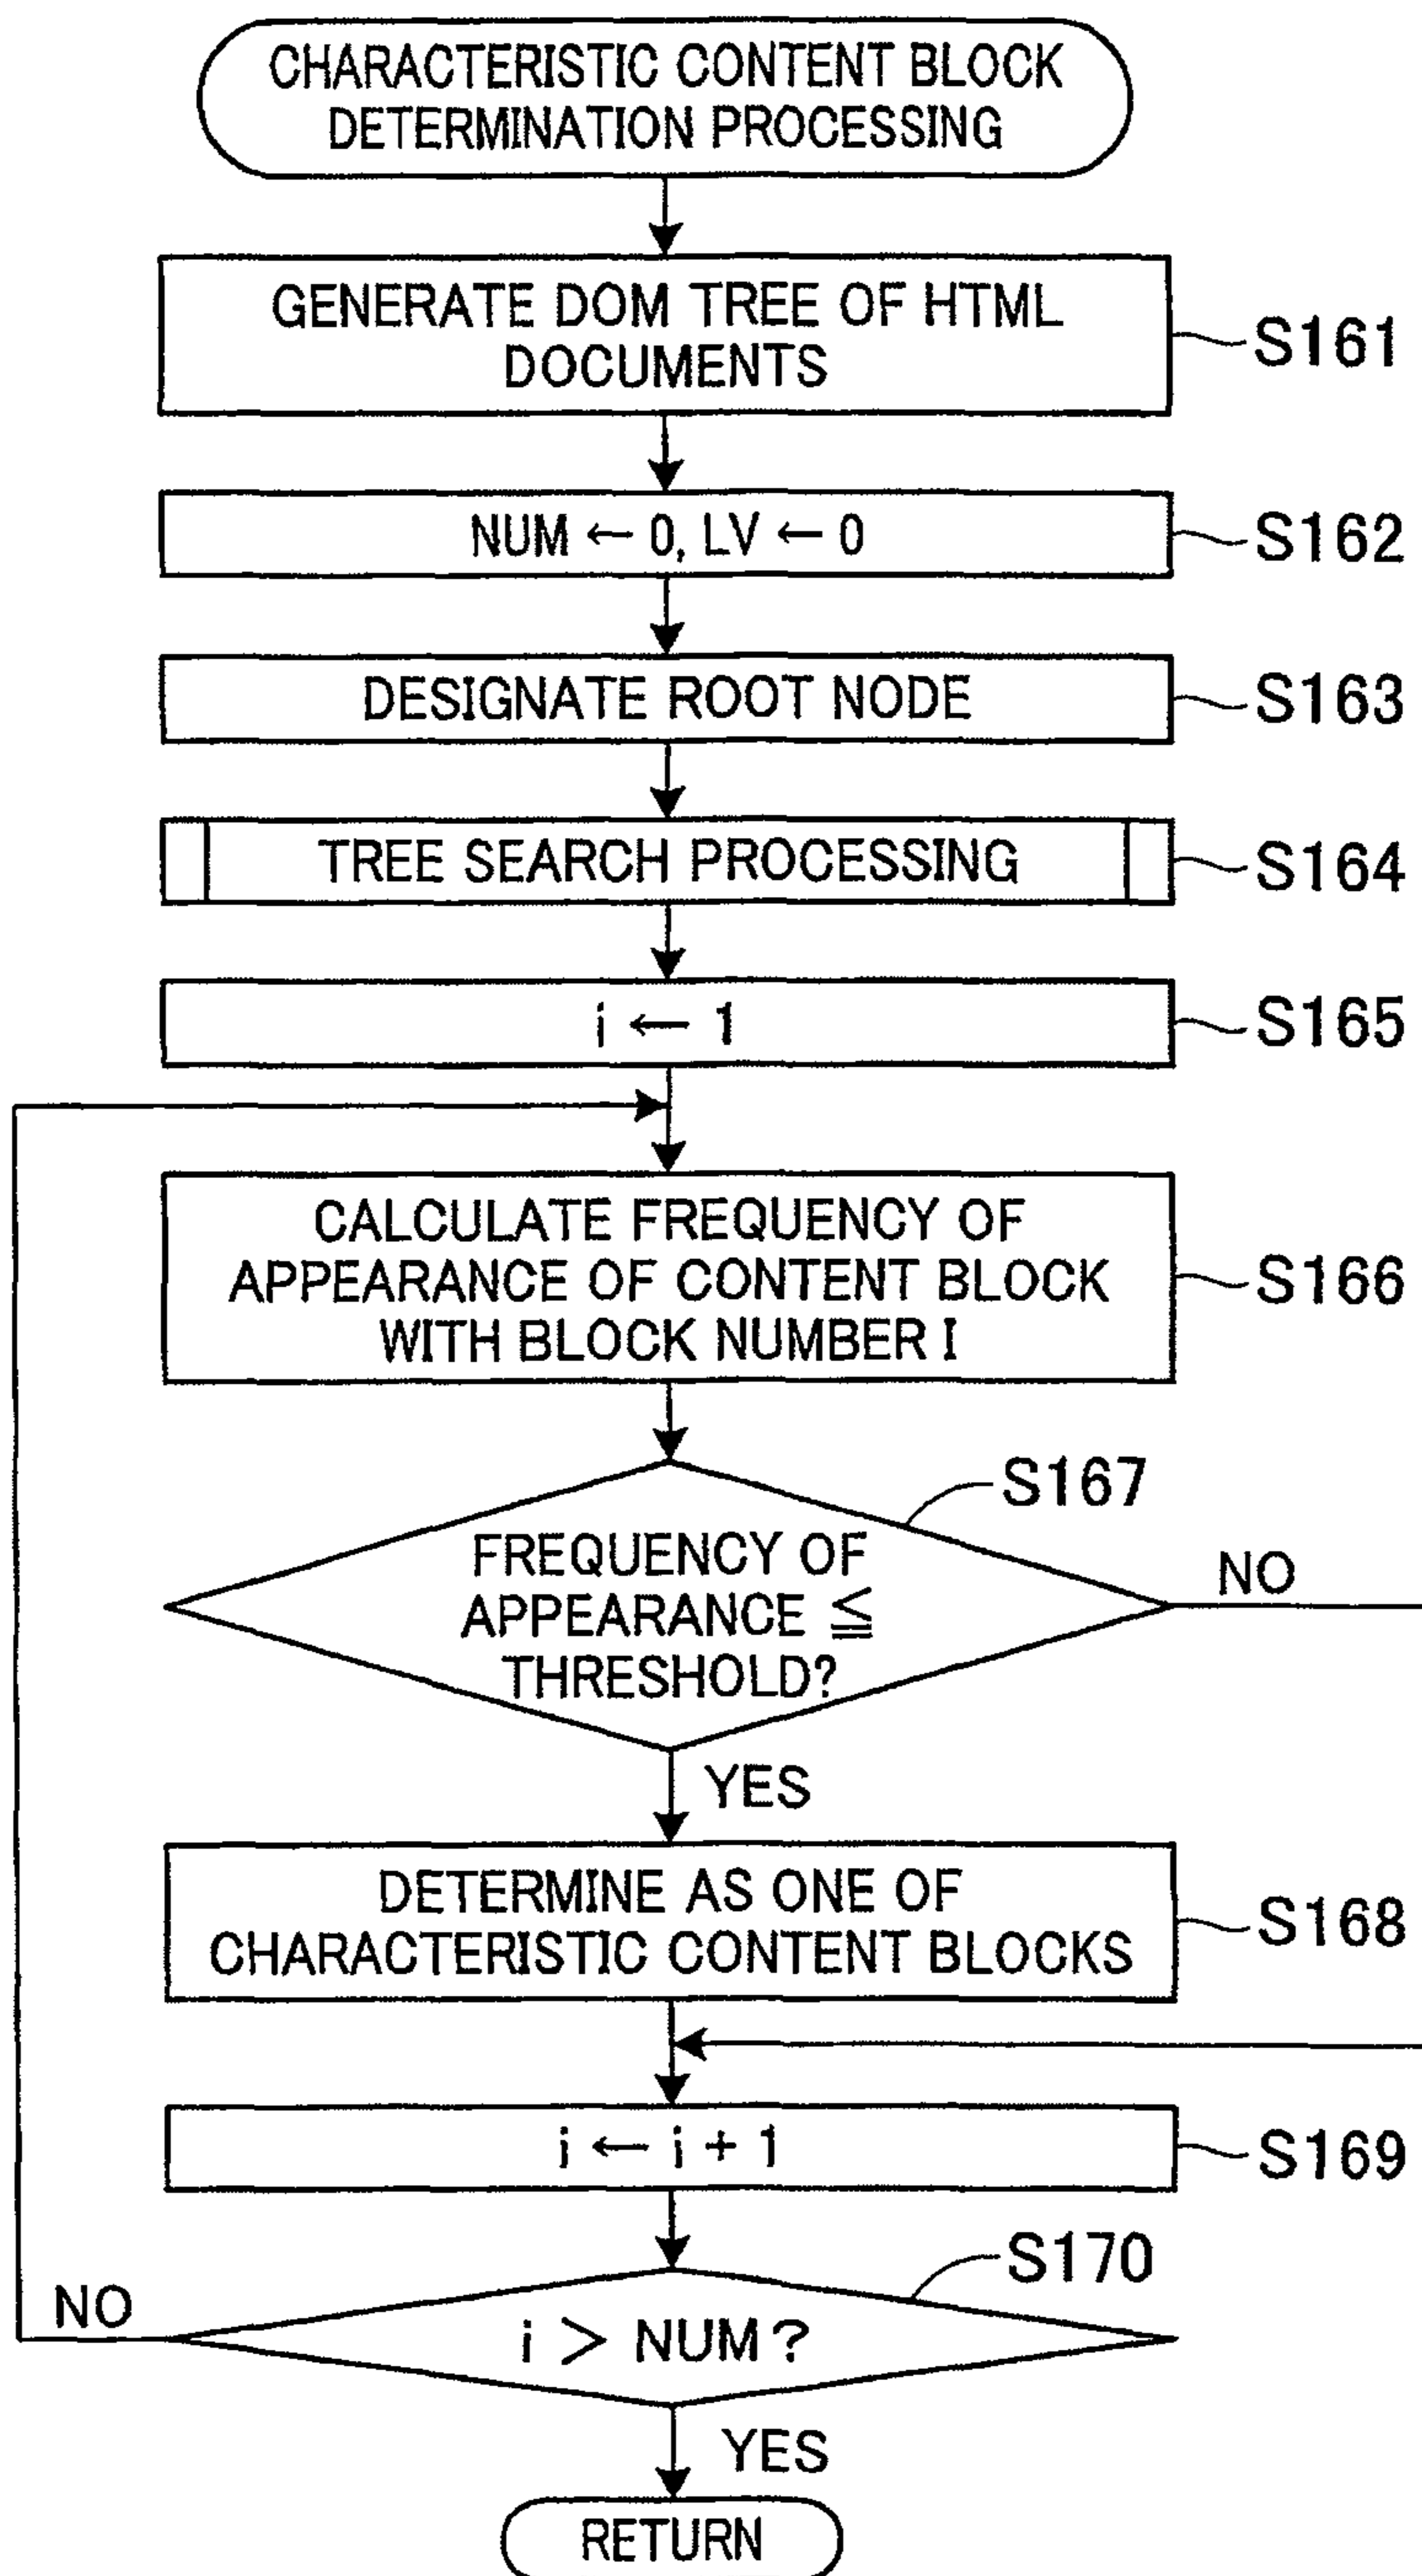 CHARACTERISTIC CONTENT BLOCK
DETERMINATION PROCESSING
GENERATE DOM TREE OF HTML
DOCUMENTS
S161
NUM ← 0, LV ← 0
S162
DESIGNATE ROOT NODE
S163
TREE SEARCH PROCESSING
S164
i ← 1
S165
CALCULATE FREQUENCY OF
APPEARANCE OF CONTENT BLOCK
WITH BLOCK NUMBER I
S166
S167
FREQUENCY OF
APPEARANCE ≦
THRESHOLD?
NO
YES
DETERMINE AS ONE OF
CHARACTERISTIC CONTENT BLOCKS
S168
i ← i + 1
S169
S170
NO
i > NUM ?
YES
RETURN